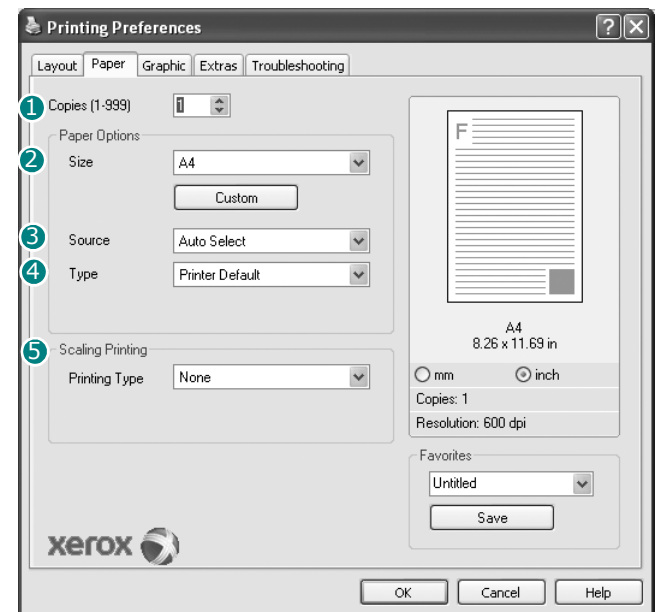 Printing Preferences
Layout Paper Graphic Extras Troubleshooting
1 Copies (1-999) 1
Paper Options
2 Size A4
Custom
3 Source Auto Select
4 Type Printer Default
5 Scaling Printing
Printing Type None
F
A4
8.26 x 11.69 in
mm inch
Copies: 1
Resolution: 600 dpi
Favorites
Untitled
Save
xerox
OK Cancel Help